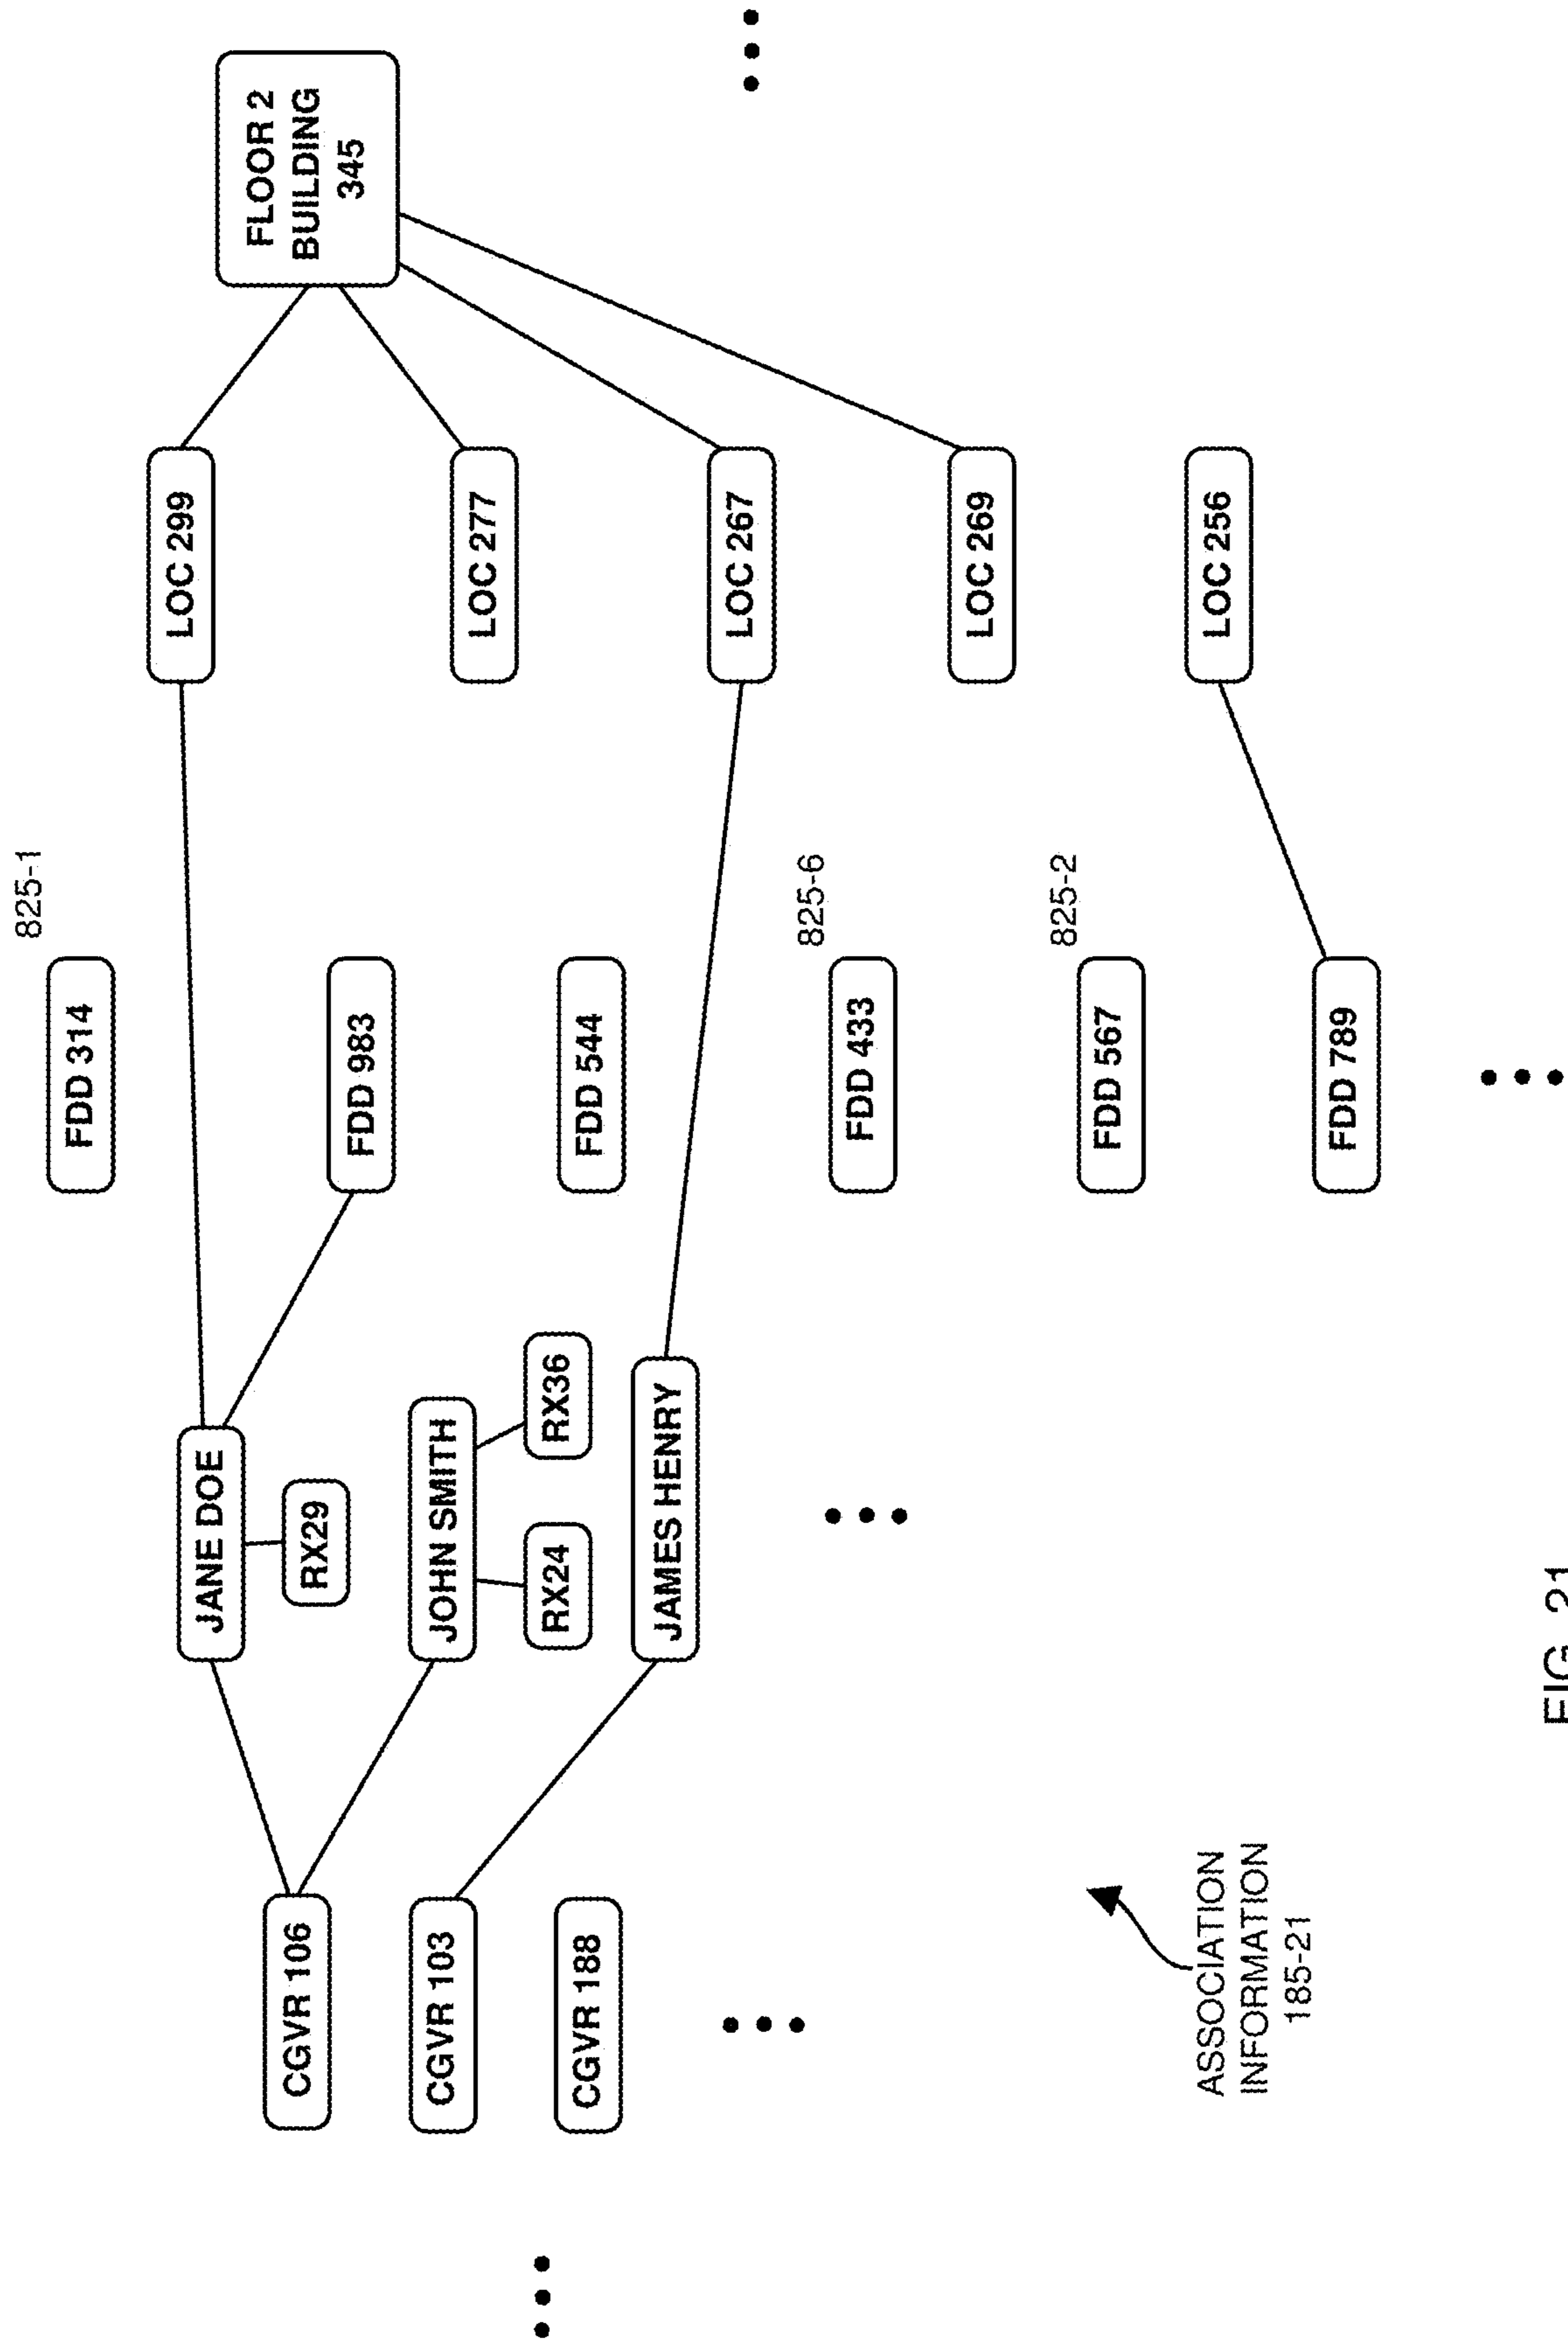 825-1
FDD 314
JANE DOE
LOC 299
FLOOR 2
BUILDING
345
CGVR 106
RX29
FDD 983
CGVR 103
JOHN SMITH
LOC 277
RX24
RX36
FDD 544
CGVR 188
JAMES HENRY
LOC 267
825-6
FDD 433
LOC 269
825-2
FDD 567
LOC 256
ASSOCIATION
INFORMATION
185-21
FDD 789
FIG. 21